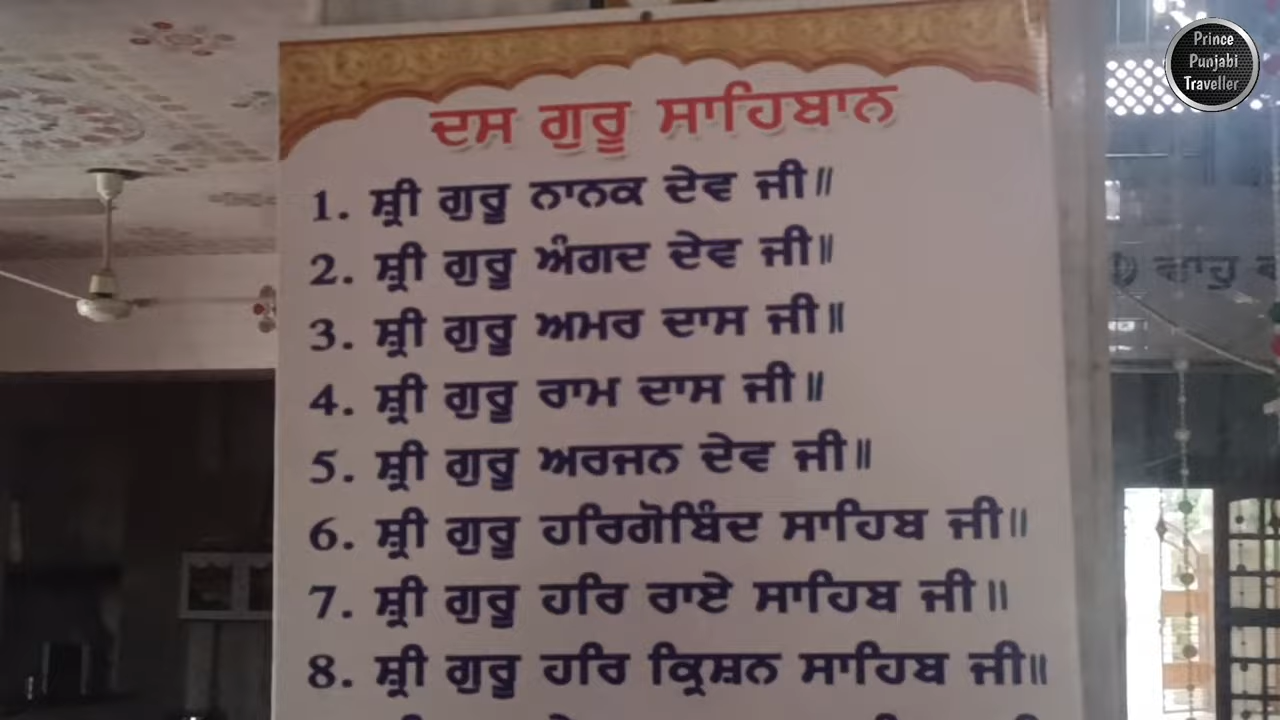 Prince
Punjabi
Traveller
ਦਸ ਗੁਰੂ ਸਾਹਿਬਾਨ
1. ਸ਼੍ਰੀ ਗੁਰੂ ਨਾਨਕ ਦੇਵ ਜੀ॥
2. ਸ਼੍ਰੀ ਗੁਰੂ ਅੰਗਦ ਦੇਵ ਜੀ॥
3. ਸ਼੍ਰੀ ਗੁਰੂ ਅਮਰ ਦਾਸ ਜੀ॥
4. ਸ਼੍ਰੀ ਗੁਰੂ ਰਾਮ ਦਾਸ ਜੀ॥
5. ਸ਼੍ਰੀ ਗੁਰੂ ਅਰਜਨ ਦੇਵ ਜੀ॥
6. ਸ਼੍ਰੀ ਗੁਰੂ ਹਰਿਗੋਬਿੰਦ ਸਾਹਿਬ ਜੀ॥
7. ਸ਼੍ਰੀ ਗੁਰੂ ਹਰਿ ਰਾਏ ਸਾਹਿਬ ਜੀ॥
8. ਸ਼੍ਰੀ ਗੁਰੂ ਹਰਿ ਕ੍ਰਿਸ਼ਨ ਸਾਹਿਬ ਜੀ॥